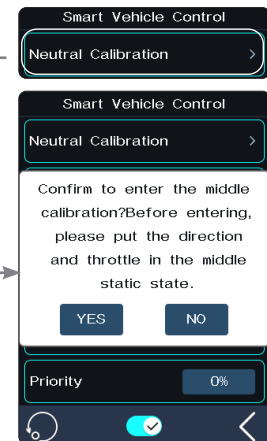 Smart Vehicle Control
Neutral Calibration >
Smart Vehicle Control
Neutral Calibration >
Confirm to enter the middle
calibration?Before entering,
please put the direction
and throttle in the middle
static state.
YES NO
Priority 0%